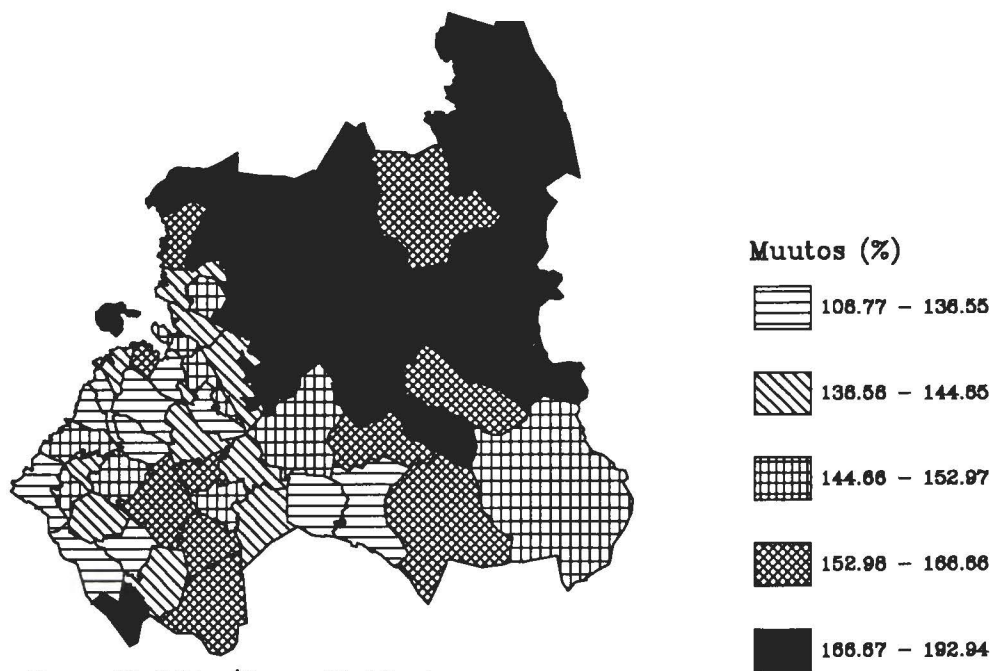 Muutos (%)
106.77 – 136.55
136.56 – 144.65
144.66 – 152.97
152.98 – 166.66
166.67 – 192.94